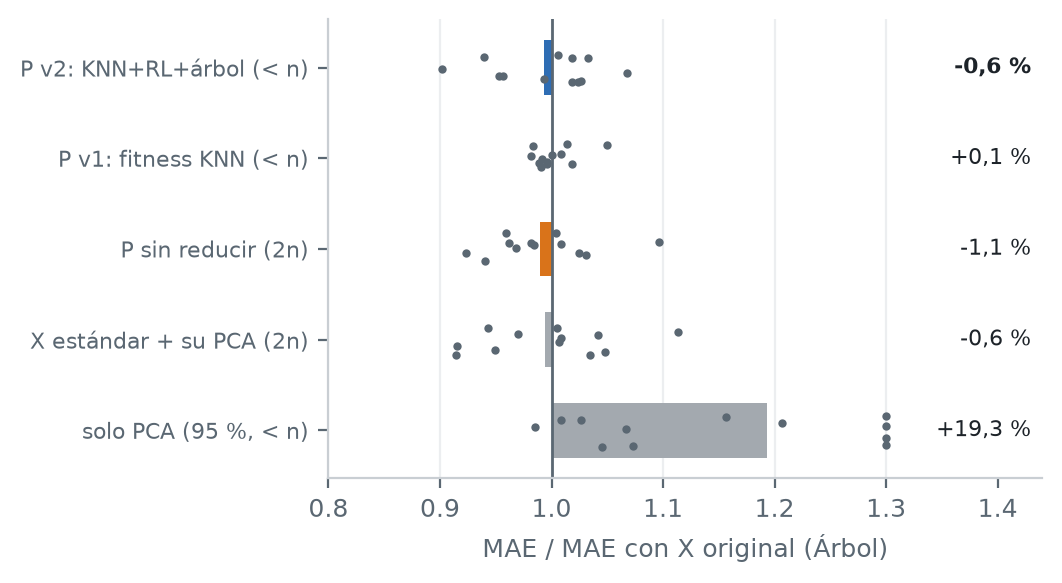 P v2: KNN+RL+árbol (< n)
-0,6 %
P v1: fitness KNN (< n)
+0,1 %
P sin reducir (2n)
-1,1 %
X estándar + su PCA (2n)
-0,6 %
solo PCA (95 %, < n)
+19,3 %
0.8 0.9 1.0 1.1 1.2 1.3 1.4
MAE / MAE con X original (Árbol)